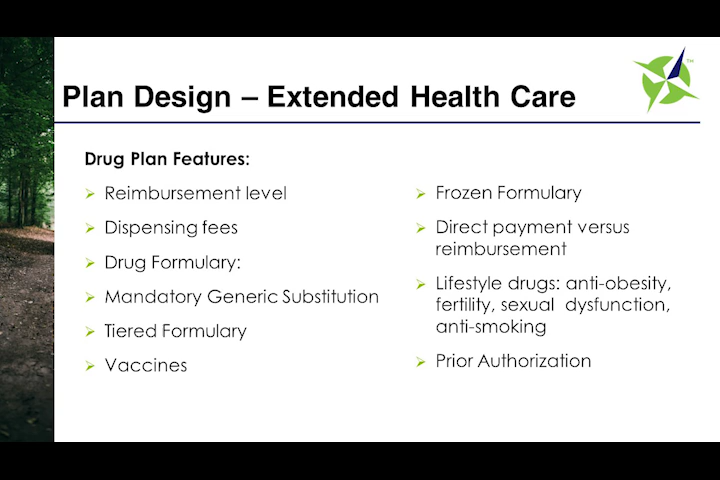 Plan Design – Extended Health Care
TM
Drug Plan Features:
➢ Reimbursement level
➢ Dispensing fees
➢ Drug Formulary:
➢ Mandatory Generic Substitution
➢ Tiered Formulary
➢ Vaccines
➢ Frozen Formulary
➢ Direct payment versus
reimbursement
➢ Lifestyle drugs: anti-obesity,
fertility, sexual dysfunction,
anti-smoking
➢ Prior Authorization